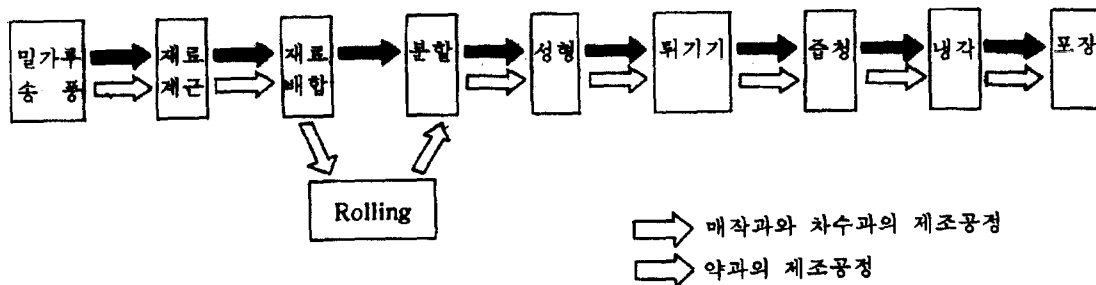 밀가루
송풍
재료
재근
재료
배합
분할
성형
튀기기
즙청
냉각
포장
Rolling
매작과와 차수과의 제조공정
약과의 제조공정